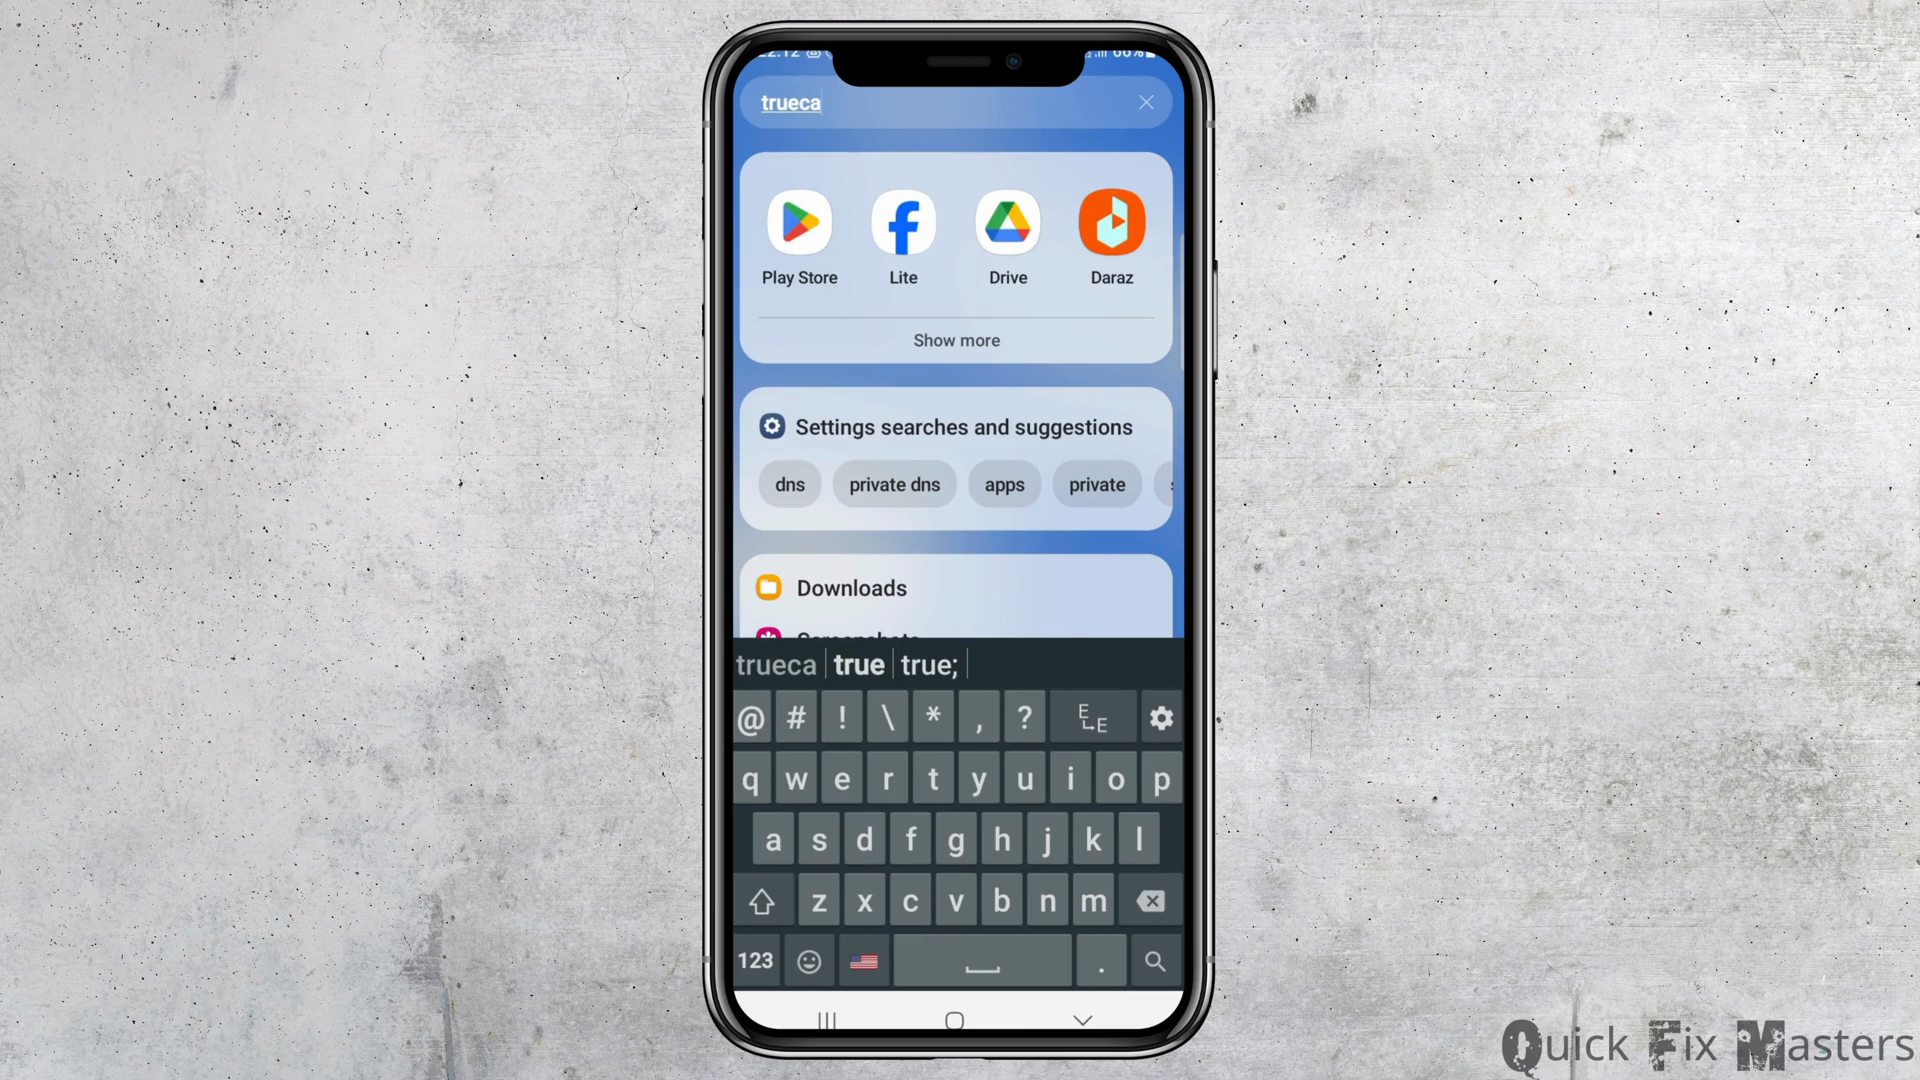 trueca
Play Store Lite Drive Daraz
Show more
Settings searches and suggestions
dns private dns apps private
Downloads
Screenshots
trueca true true;
@ # ! \ * , ? E E
q w e r t y u i o p
a s d f g h j k l
z x c v b n m
123 .
Quick Fix Masters